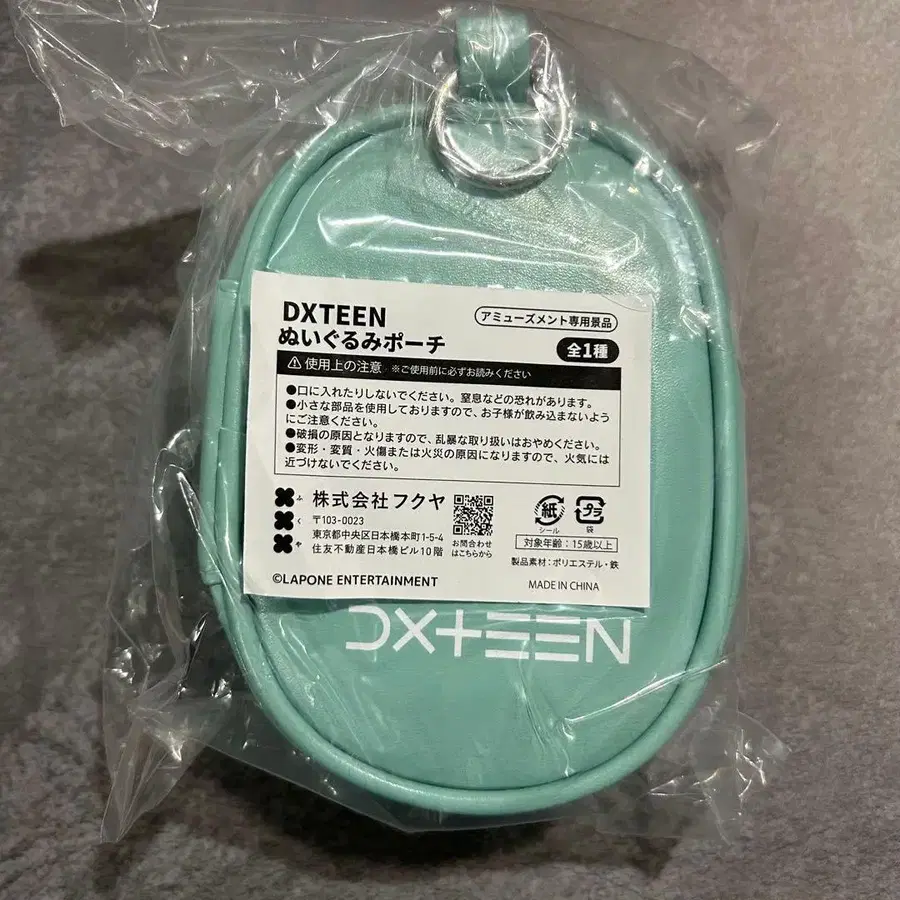 DXTEEN
アミューズメント専用景品
ぬいぐるみポーチ
全1種
使用上の注意 ※ご使用前に必ずお読みください
●口に入れたりしないでください。窒息などの恐れがあります。
●小さな部品を使用しておりますので、お子様が飲み込まないよう
にご注意ください。
●破損の原因となりますので、乱暴な取り扱いはおやめください。
●変形・変質・火傷または火災の原因になりますので、火気には
近づけないでください。
ふくや
株式会社フクヤ
〒103-0023
東京都中央区日本橋本町1-5-4
住友不動産日本橋ビル10階
お問合わせ
はこちらから
紙
シール
プラ
袋
対象年齢:15歳以上
製品素材:ポリエステル・鉄
©LAPONE ENTERTAINMENT
MADE IN CHINA
DXTEEN